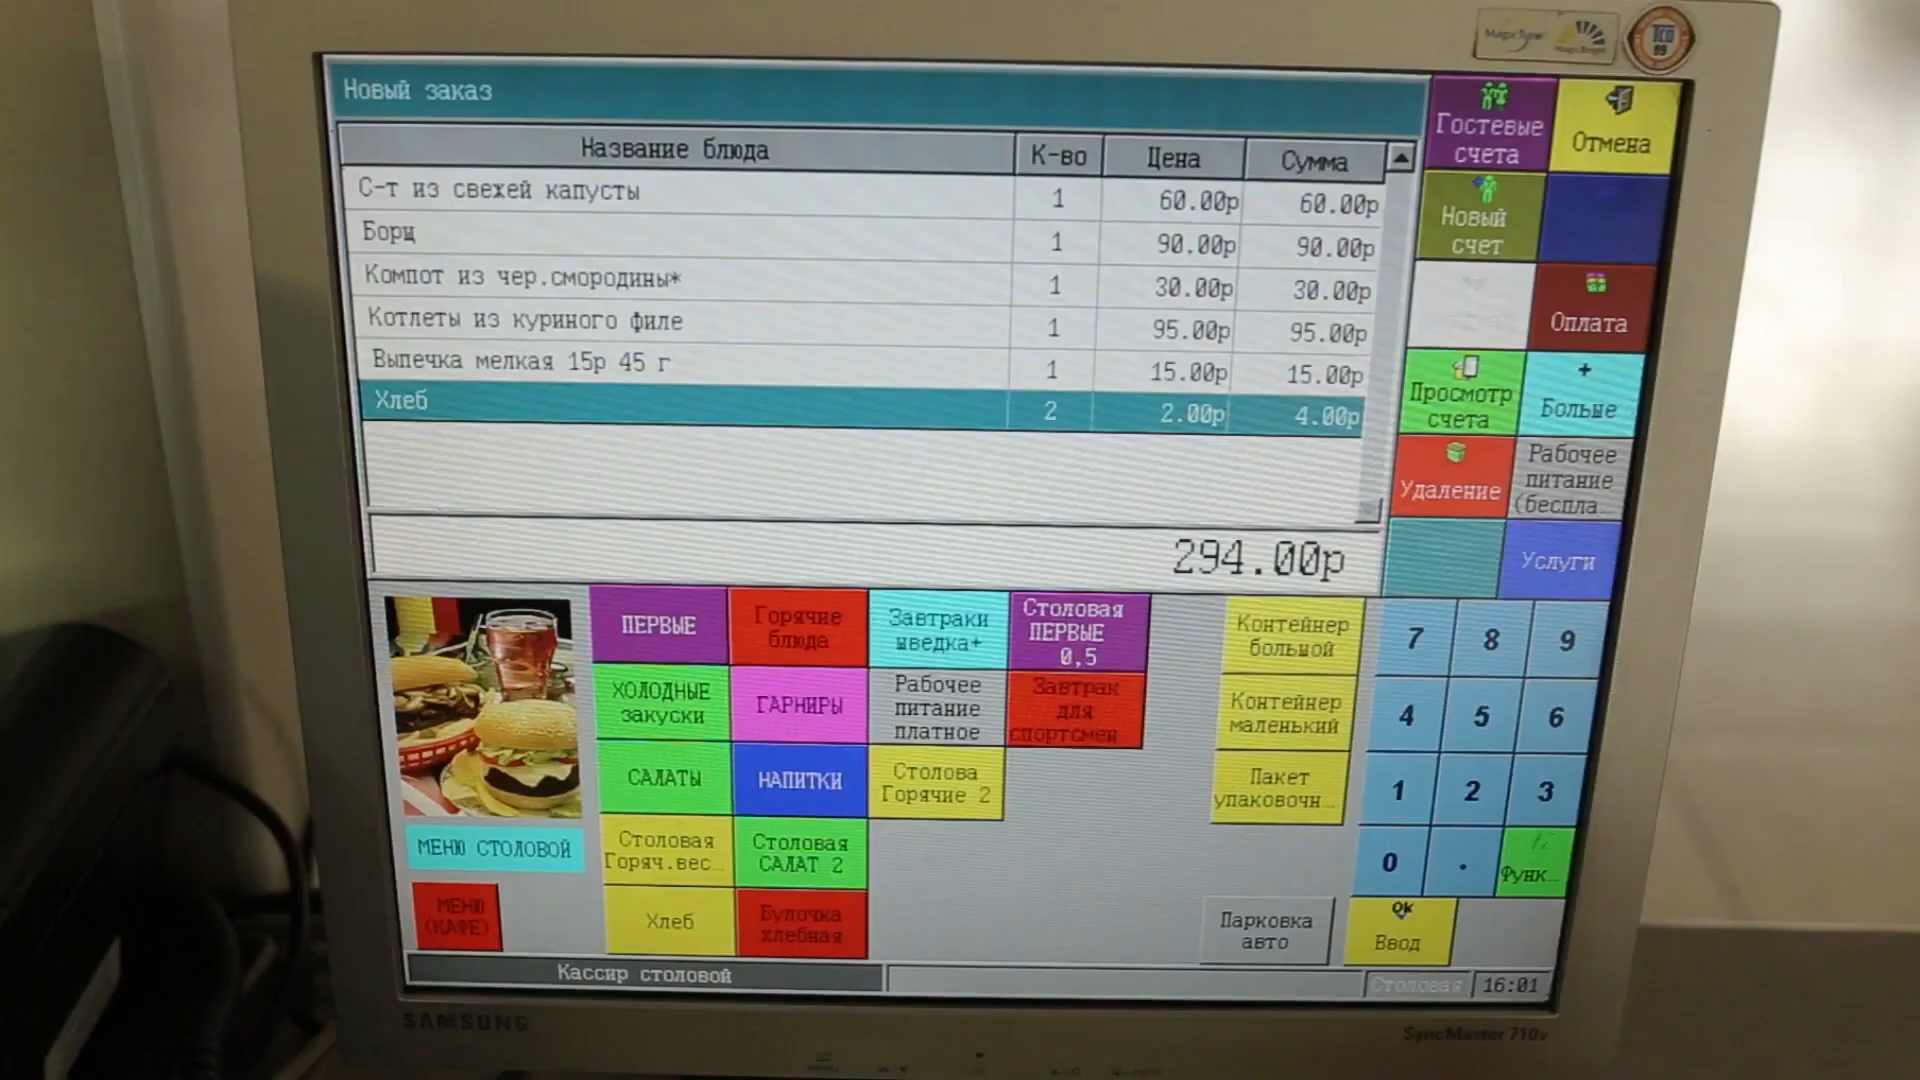 MagicTune
MagicBright
TCO
99
Новый заказ
Название блюда К-во Цена Сумма
С-т из свежей капусты 1 60.00р 60.00р
Борщ 1 90.00р 90.00р
Компот из чер.смородины* 1 30.00р 30.00р
Котлеты из куриного филе 1 95.00р 95.00р
Выпечка мелкая 15р 45 г 1 15.00р 15.00р
Хлеб 2 2.00р 4.00р
294.00р
Гостевые
счета
Отмена
Новый
счет
Оплата
Просмотр
счета
+
Больше
Удаление
Рабочее
питание
(беспла...
Услуги
ПЕРВЫЕ
Горячие
блюда
Завтраки
шведка+
Столовая
ПЕРВЫЕ
0,5
ХОЛОДНЫЕ
закуски
ГАРНИРЫ
Рабочее
питание
платное
Завтрак
для
спортсмен
САЛАТЫ
НАПИТКИ
Столова
Горячие 2
Столовая
Горяч.вес...
Столовая
САЛАТ 2
Хлеб
Булочка
хлебная
МЕНЮ СТОЛОВОЙ
МЕНЮ
(КАФЕ)
Контейнер
большой
Контейнер
маленький
Пакет
упаковочн...
Парковка
авто
7 8 9
4 5 6
1 2 3
0 .
Функ...
Ok
Ввод
Кассир столовой
Столовая 16:01
SAMSUNG
SyncMaster 710v